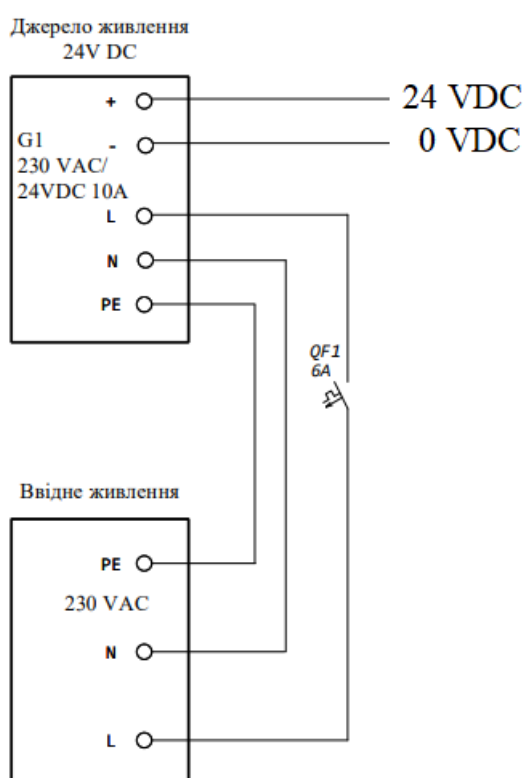 Джерело живлення
24V DC
+
24 VDC
G1
-
0 VDC
230 VAC/
24VDC 10A
L
N
PE
QF1
6A
Ввідне живлення
PE
230 VAC
N
L